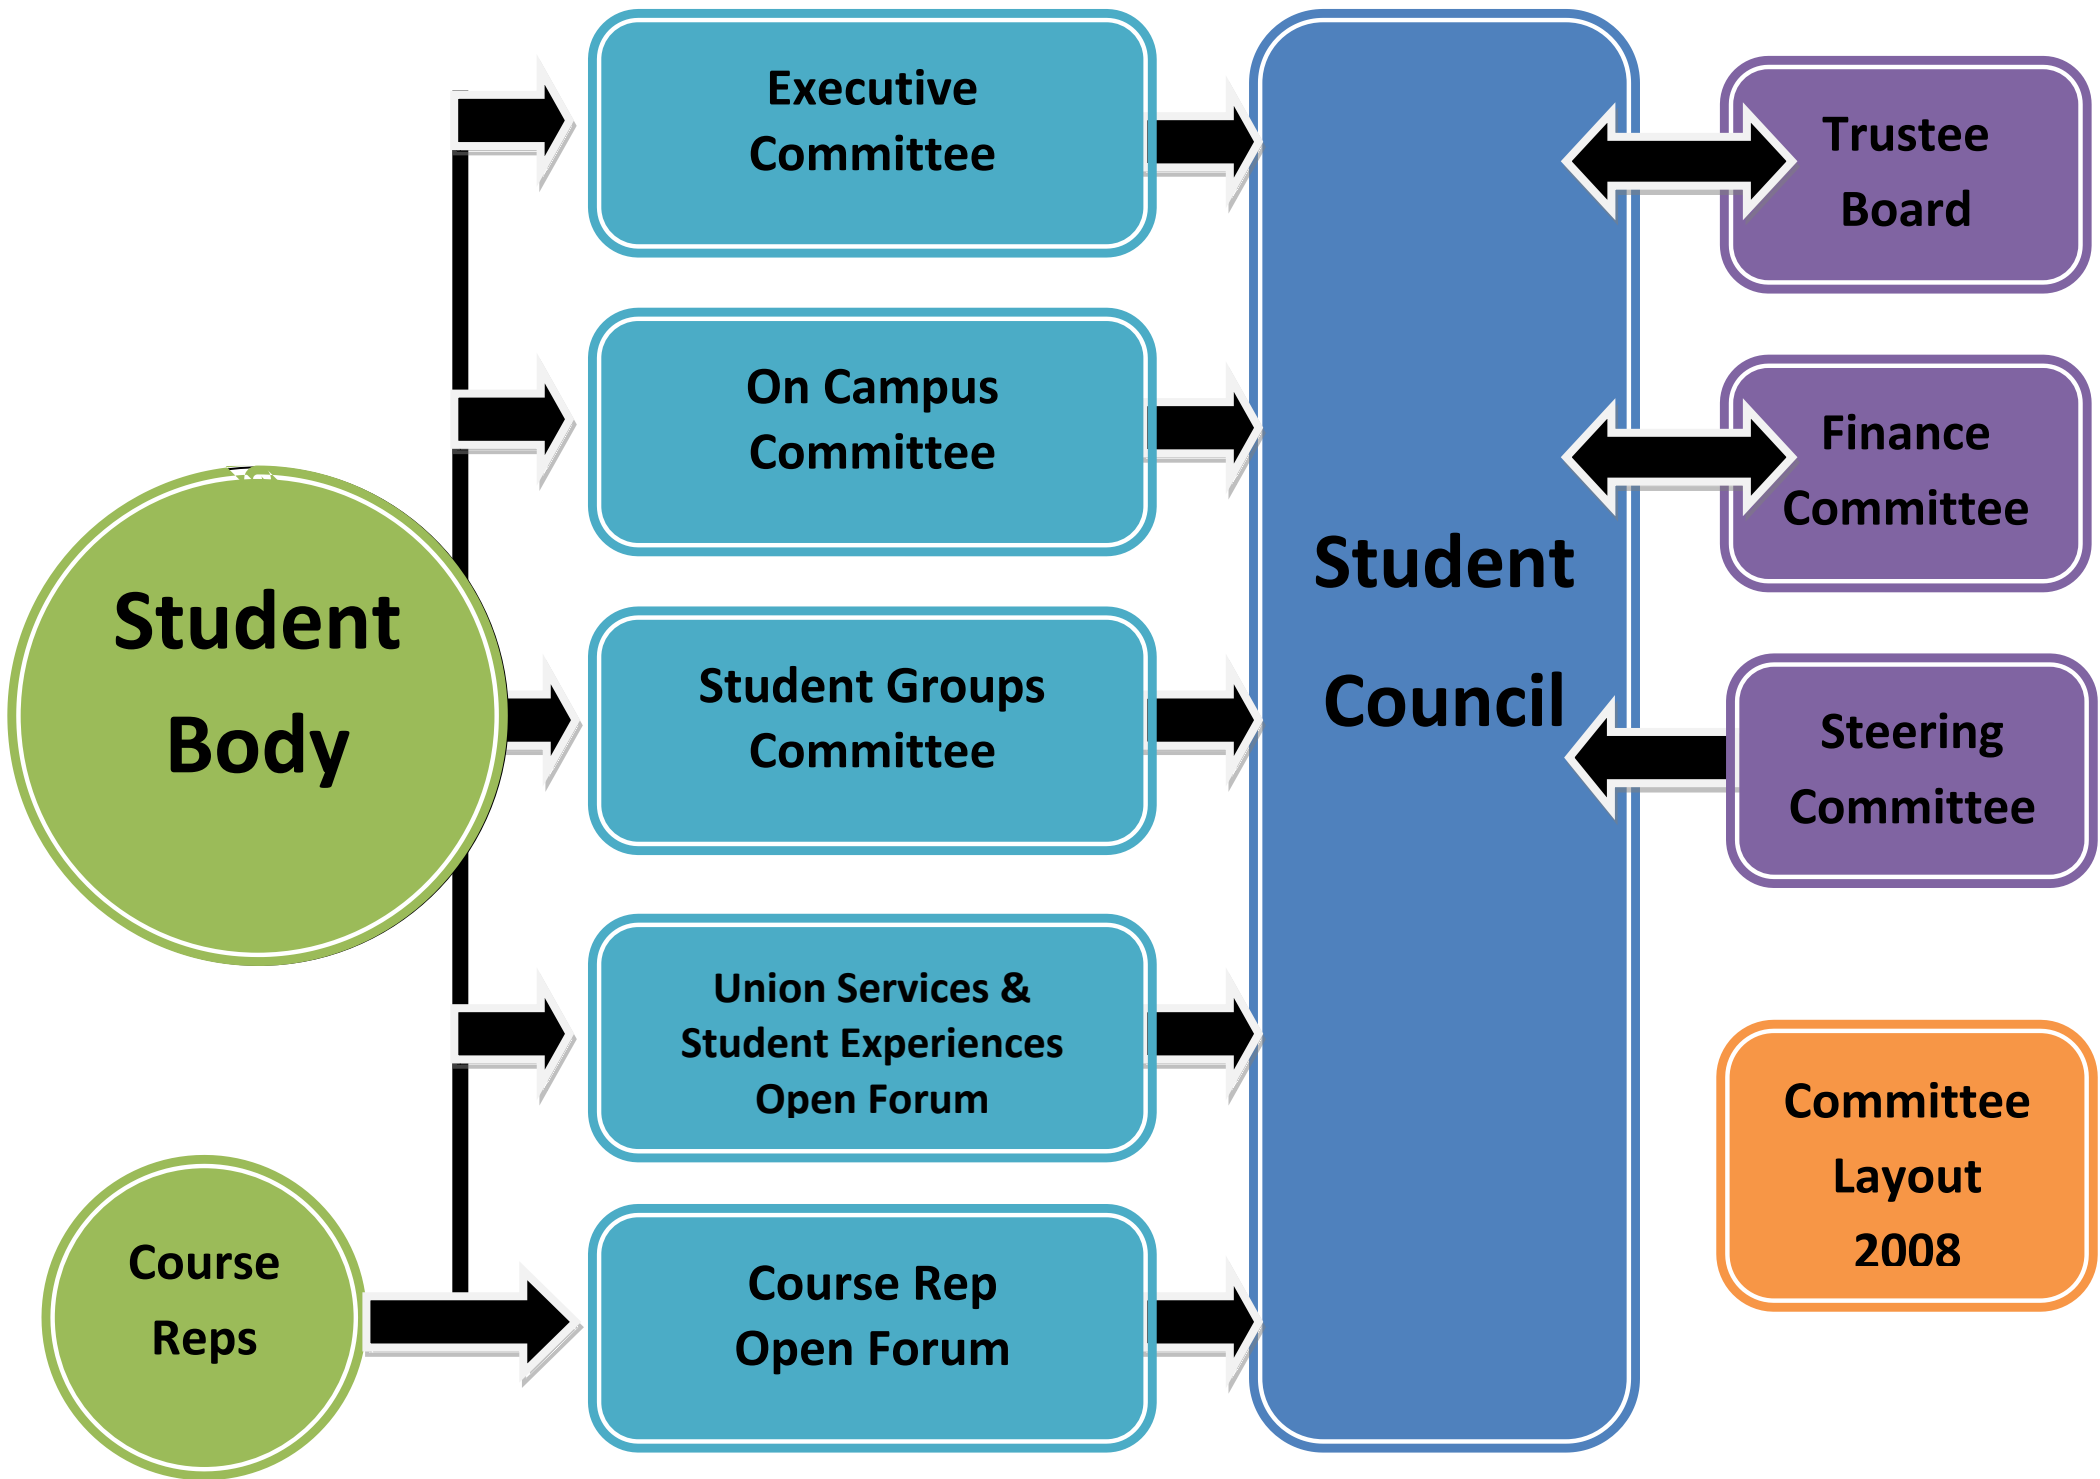 Student
Body
Course
Reps
Executive
Committee
On Campus
Committee
Student Groups
Committee
Union Services &
Student Experiences
Open Forum
Course Rep
Open Forum
Student
Council
Trustee
Board
Finance
Committee
Steering
Committee
Committee
Layout
2008